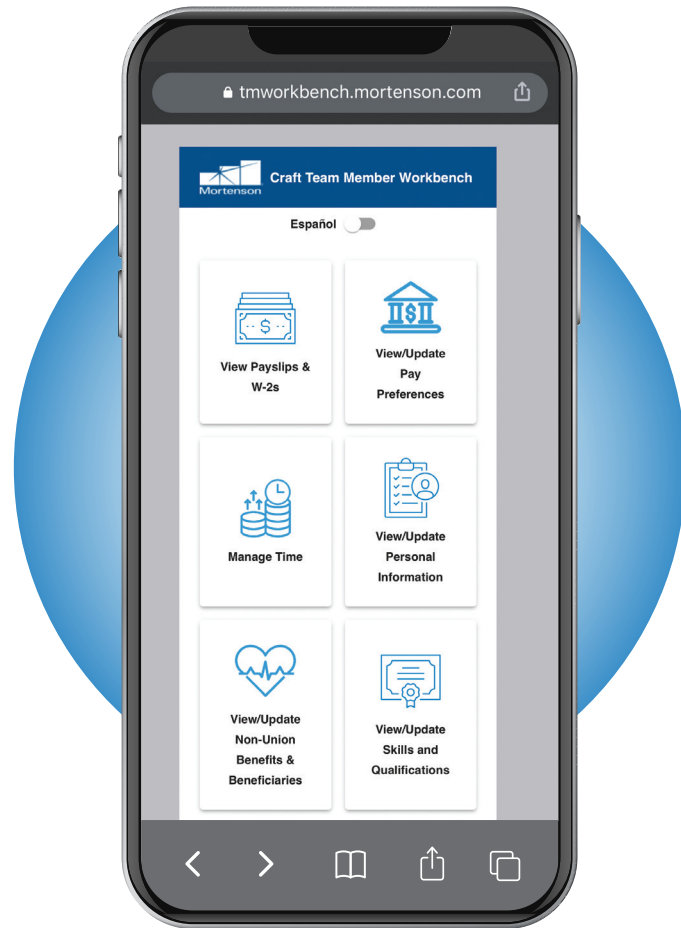 tmworkbench.mortenson.com
Mortenson
Craft Team Member Workbench
Español
View Payslips &
W-2s
View/Update
Pay
Preferences
Manage Time
View/Update
Personal
Information
View/Update
Non-Union
Benefits &
Beneficiaries
View/Update
Skills and
Qualifications